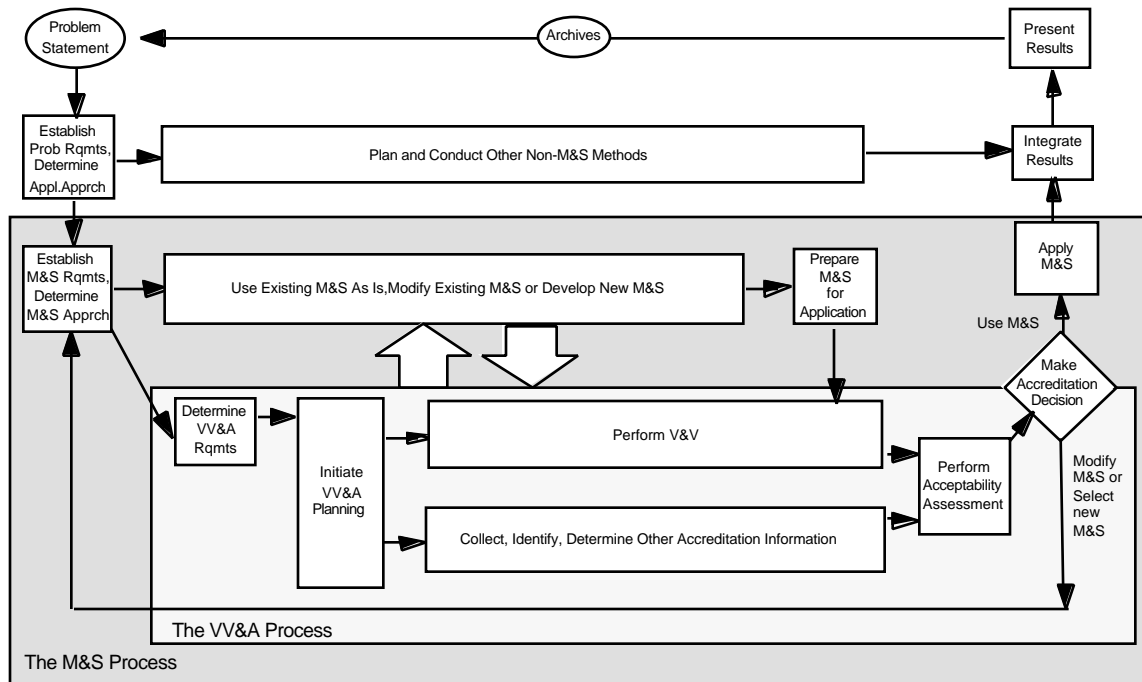 Problem
Statement
Archives
Present
Results
Establish
Prob Rqmts,
Determine
Appl.Apprch
Plan and Conduct Other Non-M&S Methods
Integrate
Results
Establish
M&S Rqmts,
Determine
M&S Apprch
Use Existing M&S As Is,Modify Existing M&S or Develop New M&S
Prepare
M&S
for
Application
Apply
M&S
Use M&S
Make
Accreditation
Decision
Determine
VV&A
Rqmts
Initiate
VV&A
Planning
Perform V&V
Collect, Identify, Determine Other Accreditation Information
Perform
Acceptability
Assessment
Modify
M&S or
Select
new
M&S
The VV&A Process
The M&S Process